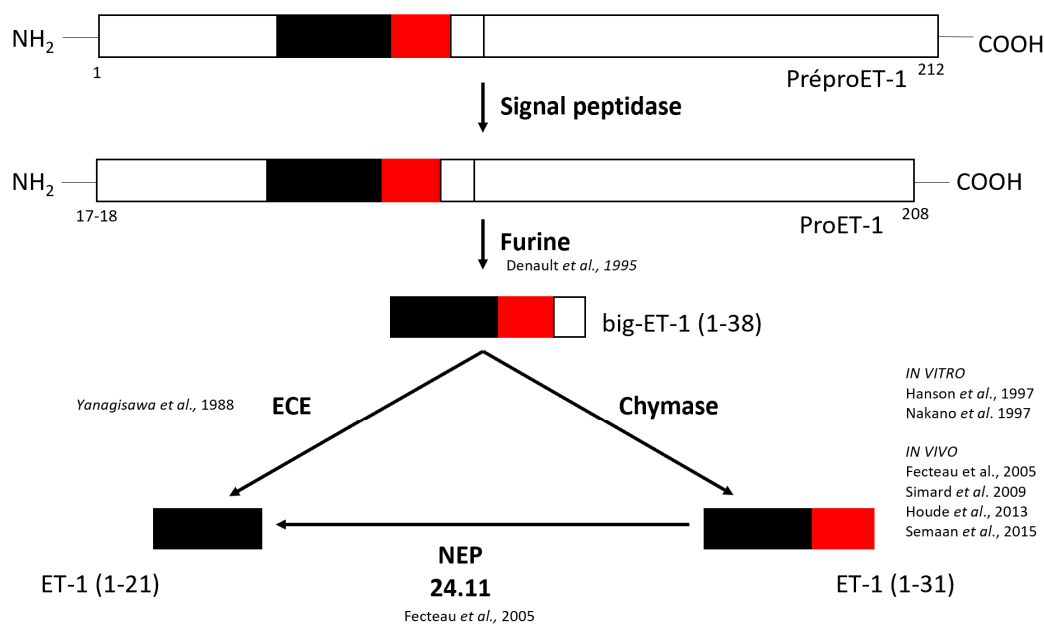 NH2
COOH
1
212
PréproET-1
Signal peptidase
NH2
COOH
17-18
208
ProET-1
Furine
Denault et al., 1995
big-ET-1 (1-38)
Yanagisawa et al., 1988
ECE
Chymase
IN VITRO
Hanson et al., 1997
Nakano et al. 1997
IN VIVO
Fecteau et al., 2005
Simard et al. 2009
Houde et al., 2013
Semaan et al., 2015
NEP
24.11
Fecteau et al., 2005
ET-1 (1-21)
ET-1 (1-31)